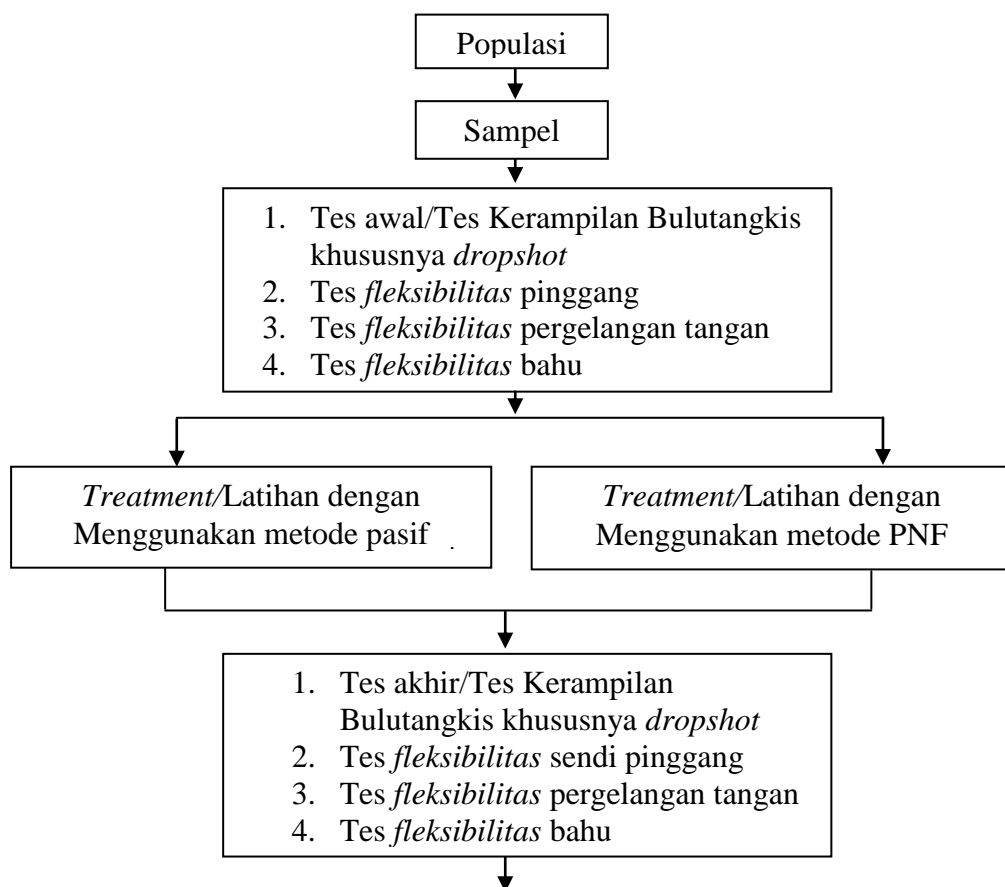 Populasi
Sampel
1. Tes awal/Tes Kerampilan Bulutangkis
khususnya dropshot
2. Tes fleksibilitas pinggang
3. Tes fleksibilitas pergelangan tangan
4. Tes fleksibilitas bahu
Treatment/Latihan dengan
Menggunakan metode pasif .
Treatment/Latihan dengan
Menggunakan metode PNF
1. Tes akhir/Tes Kerampilan
Bulutangkis khususnya dropshot
2. Tes fleksibilitas sendi pinggang
3. Tes fleksibilitas pergelangan tangan
4. Tes fleksibilitas bahu